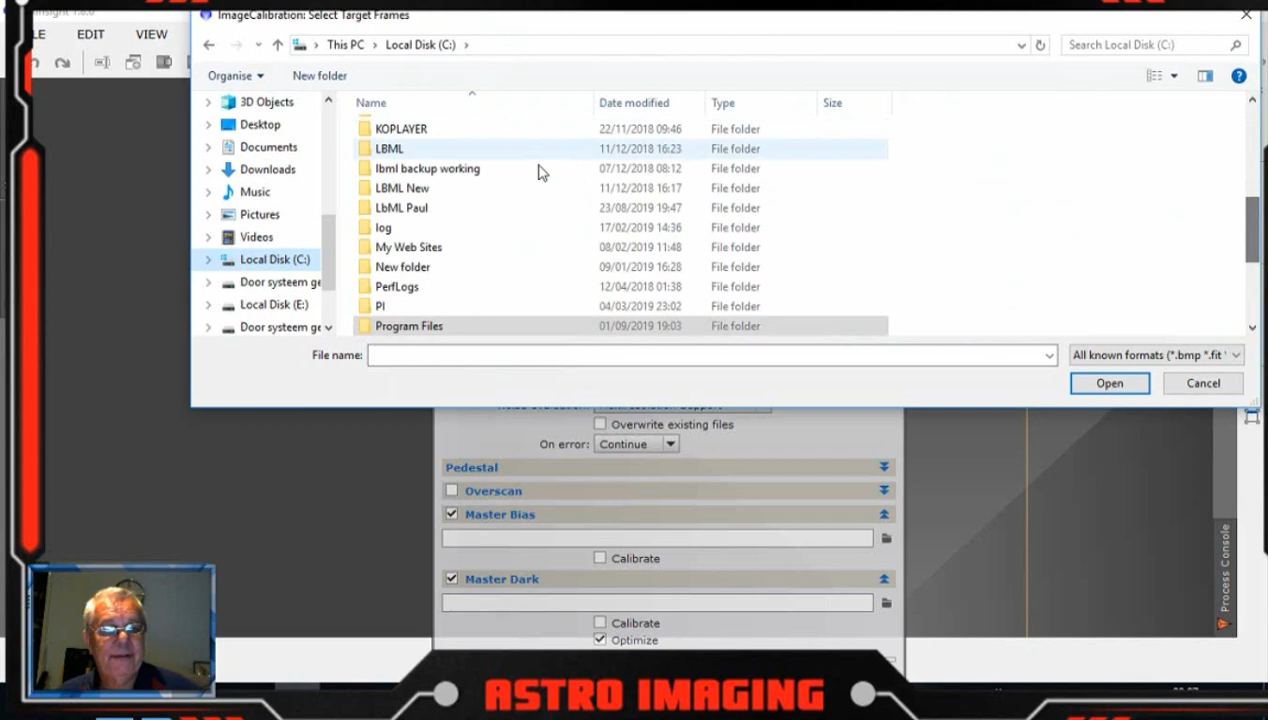 ImageCalibration: Select Target Frames
EDIT VIEW
This PC > Local Disk (C:) >
Search Local Disk (C:)
Organise New folder
Name Date modified Type Size
3D Objects
Desktop
Documents
Downloads
Music
Pictures
Videos
Local Disk (C:)
Door systeem ge
Local Disk (E:)
Door systeem ge
KOPLAYER 22/11/2018 09:46 File folder
LBML 11/12/2018 16:23 File folder
lbml backup working 07/12/2018 08:12 File folder
LBML New 11/12/2018 16:17 File folder
LbML Paul 23/08/2019 19:47 File folder
log 17/02/2019 14:36 File folder
My Web Sites 08/02/2019 11:48 File folder
New folder 09/01/2019 16:28 File folder
PerfLogs 12/04/2018 01:38 File folder
PI 04/03/2019 23:02 File folder
Program Files 01/09/2019 19:03 File folder
File name:
All known formats (*.bmp *.fit
Open Cancel
Overwrite existing files
On error: Continue
Pedestal
Overscan
Master Bias
Calibrate
Master Dark
Calibrate
Optimize
Process Console
ASTRO IMAGING